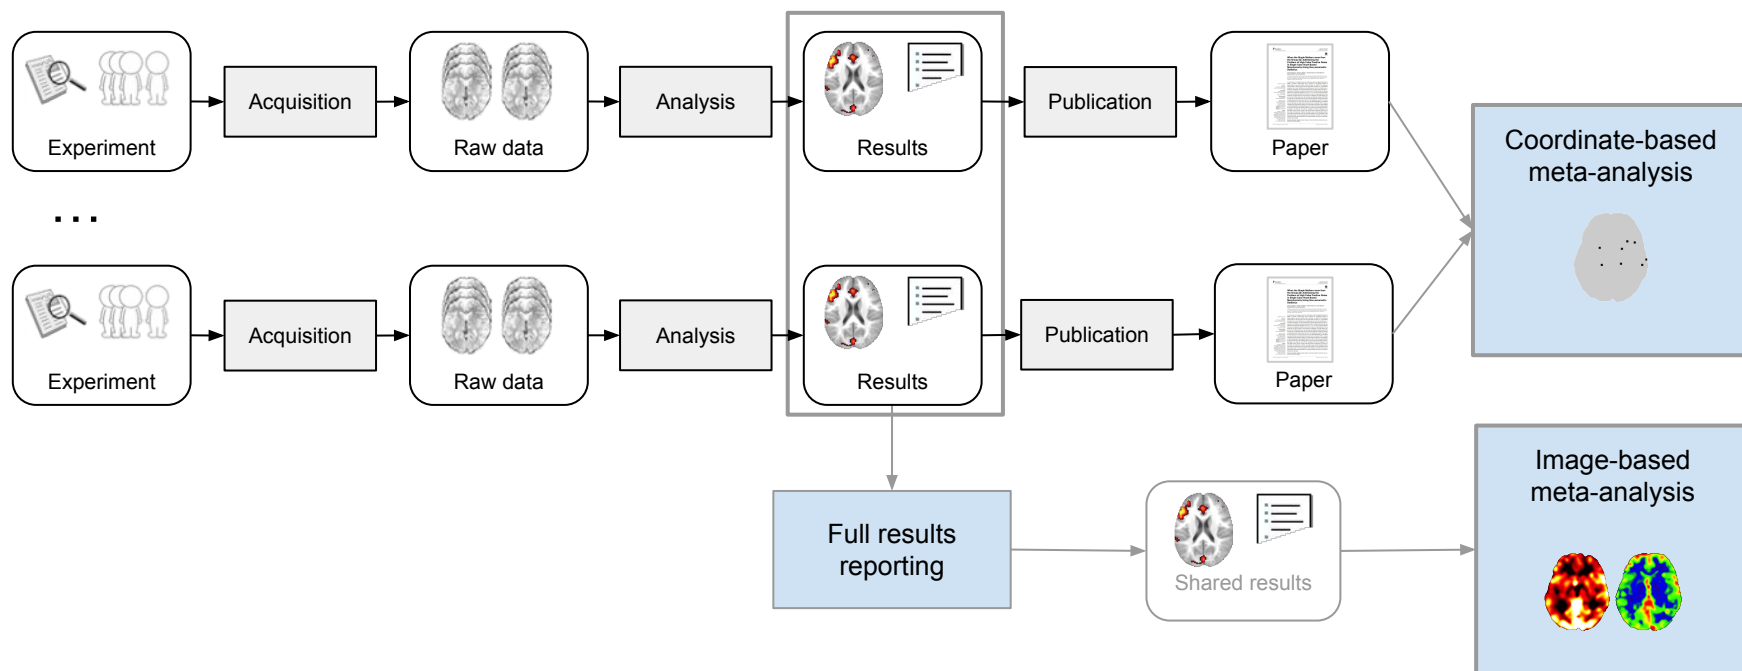 Experiment
Acquisition
Raw data
Analysis
Results
Publication
Paper
Coordinate-based
meta-analysis
...
Experiment
Acquisition
Raw data
Analysis
Results
Publication
Paper
Full results
reporting
Shared results
Image-based
meta-analysis